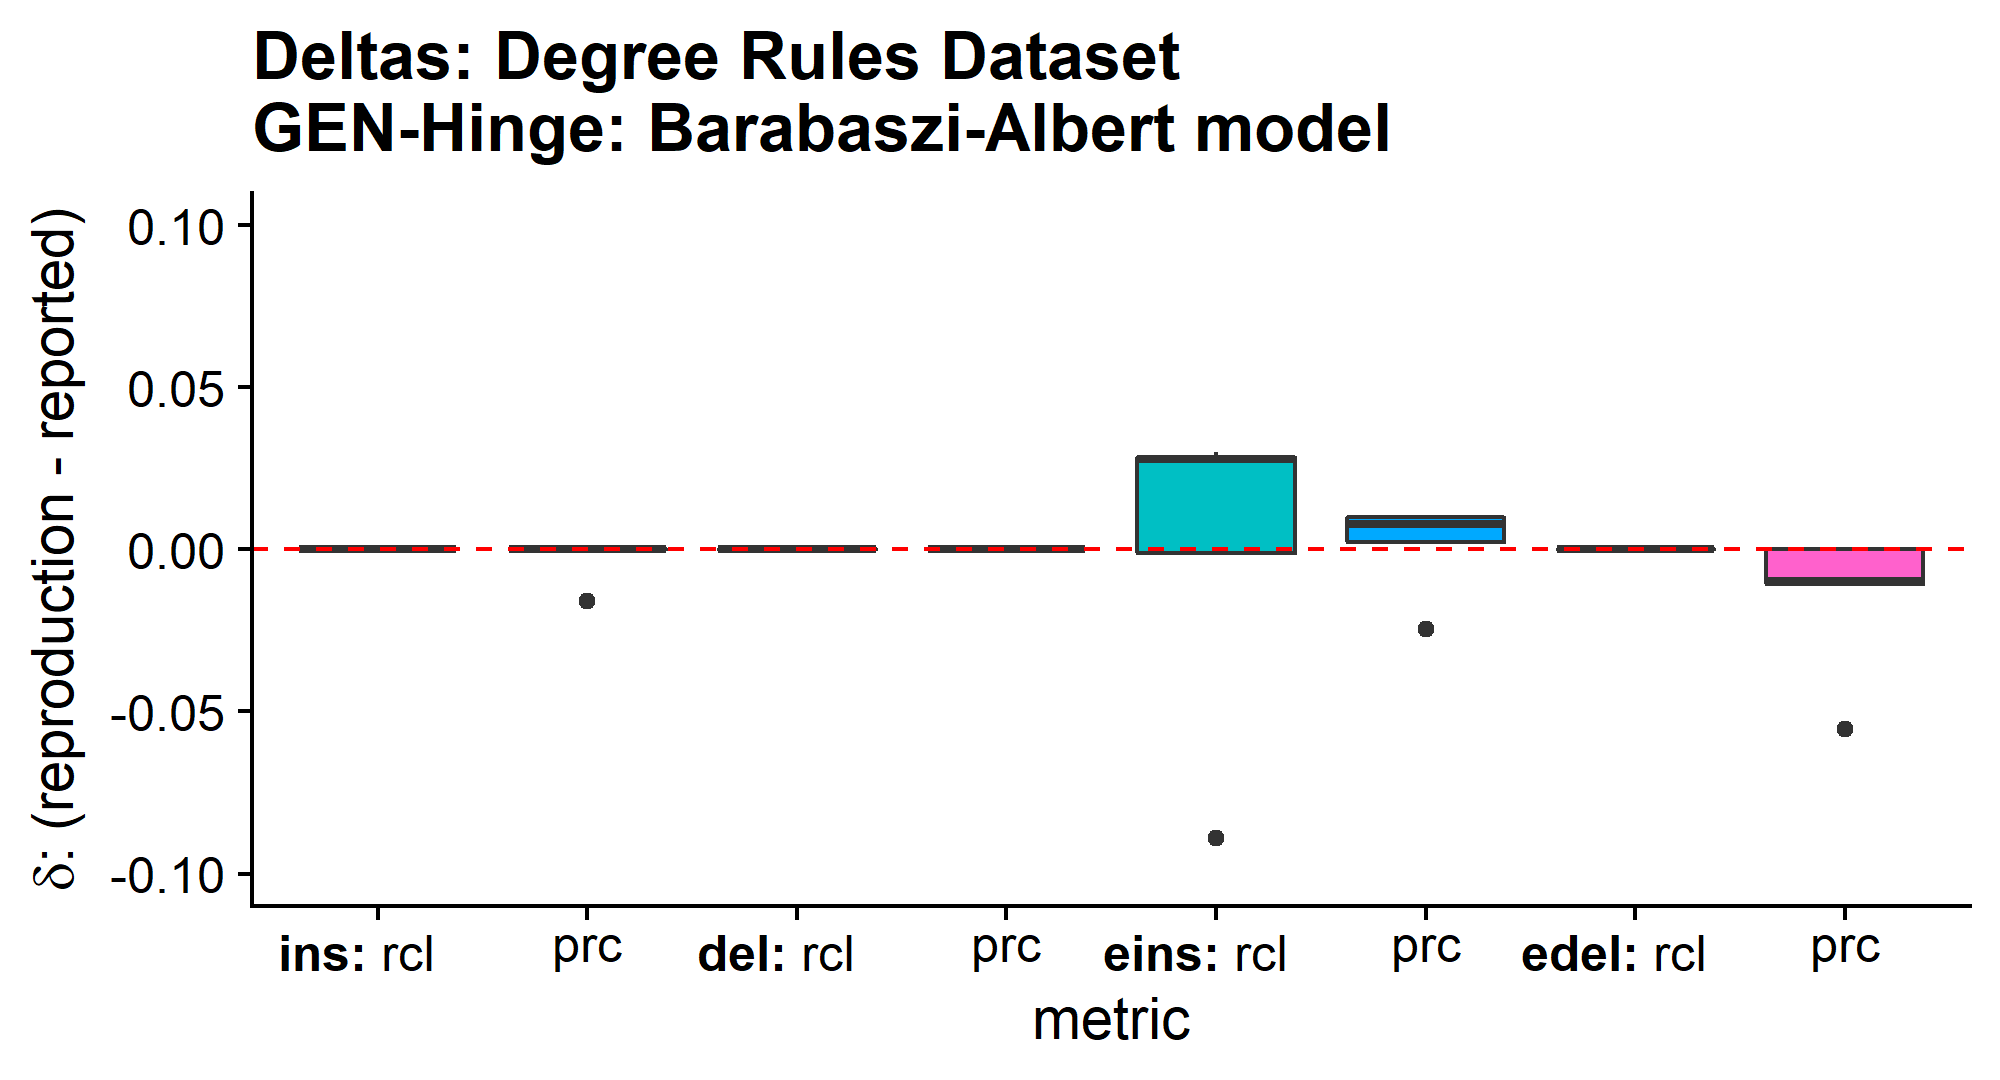 Deltas: Degree Rules Dataset
GEN-Hinge: Barabaszi-Albert model
δ: (reproduction - reported)
0.10
0.05
0.00
-0.05
-0.10
ins: rcl prc del: rcl prc eins: rcl prc edel: rcl prc
metric